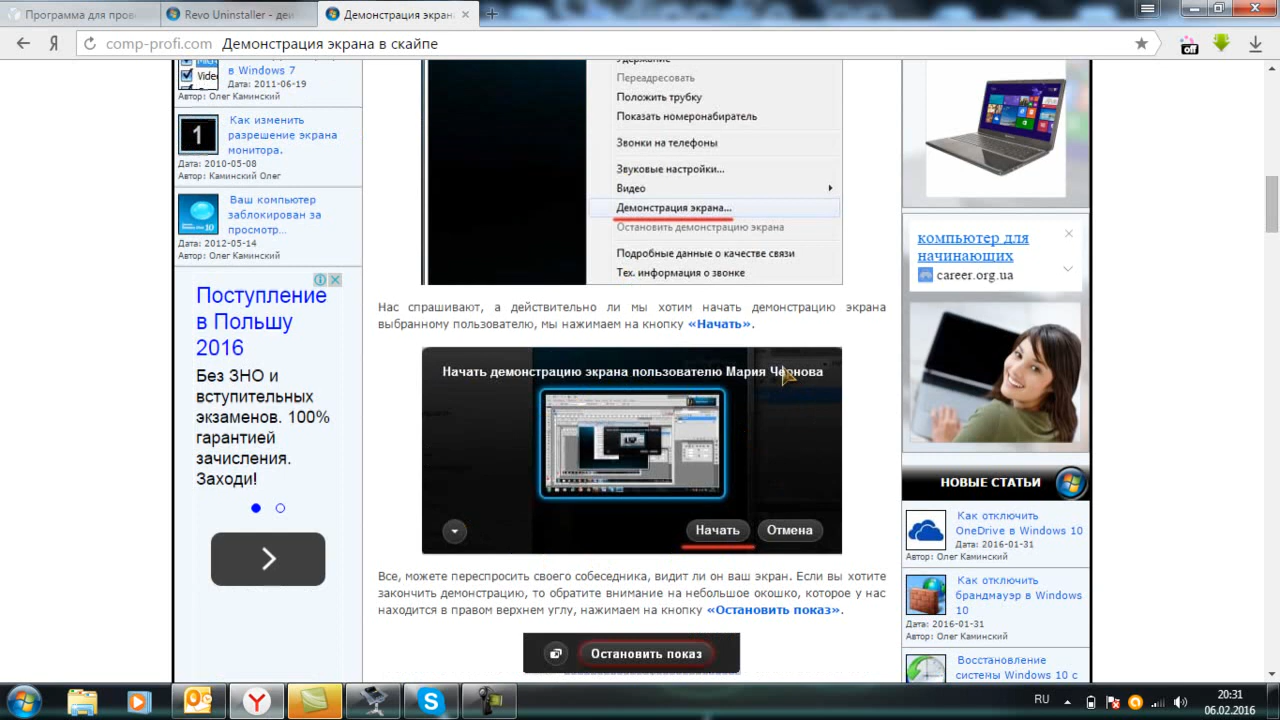 Программа для прове
Revo Uninstaller - дей
Демонстрация экран
comp-profi.com Демонстрация экрана в скайпе
off
Video
в Windows 7
Дата: 2011-06-19
Автор: Олег Каминский
1
Как изменить
разрешение экрана
монитора.
Дата: 2010-05-08
Автор: Каминский Олег
Ваш компьютер
заблокирован за
просмотр...
Дата: 2012-05-14
Автор: Олег Каминский
Поступление
в Польшу
2016
Без ЗНО и
вступительных
экзаменов. 100%
гарантией
зачисления.
Заходи!
Удержание
Переадресовать
Положить трубку
Показать номеронабиратель
Звонки на телефоны
Звуковые настройки...
Видео
Демонстрация экрана...
Остановить демонстрацию экрана
Подробные данные о качестве связи
Тех. информация о звонке
Нас спрашивают, а действительно ли мы хотим начать демонстрацию экрана
выбранному пользователю, мы нажимаем на кнопку «Начать».
Начать демонстрацию экрана пользователю Мария Чернова
Начать
Отмена
Все, можете переспросить своего собеседника, видит ли он ваш экран. Если вы хотите
закончить демонстрацию, то обратите внимание на небольшое окошко, которое у нас
находится в правом верхнем углу, нажимаем на кнопку «Остановить показ».
Остановить показ
компьютер для
начинающих
career.org.ua
НОВЫЕ СТАТЬИ
Как отключить
OneDrive в Windows 10
Дата: 2016-01-31
Автор: Олег Каминский
Как отключить
брандмауэр в Windows
10
Дата: 2016-01-31
Автор: Олег Каминский
Восстановление
системы Windows 10 с
RU
20:31
06.02.2016